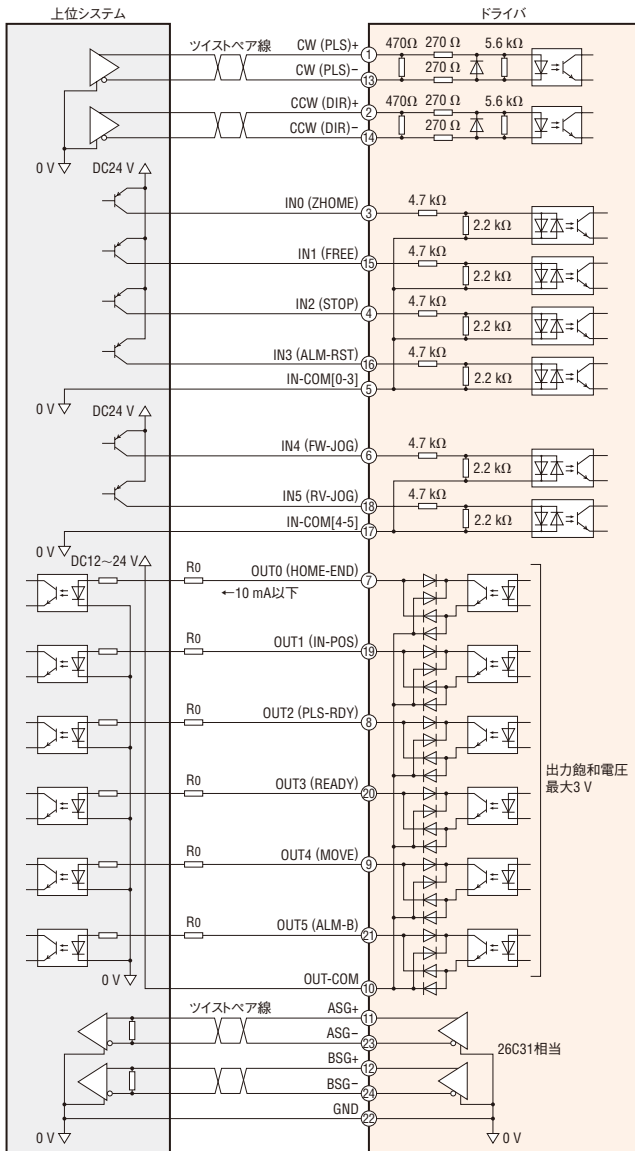 上位システム
ドライバ
ツイストペア線
CW (PLS)+
1
470Ω
270 Ω
5.6 kΩ
CW (PLS)−
13
270 Ω
CCW (DIR)+
2
470Ω
270 Ω
5.6 kΩ
CCW (DIR)−
14
270 Ω
0 V
DC24 V
IN0 (ZHOME)
3
4.7 kΩ
2.2 kΩ
IN1 (FREE)
15
4.7 kΩ
2.2 kΩ
IN2 (STOP)
4
4.7 kΩ
2.2 kΩ
IN3 (ALM-RST)
16
4.7 kΩ
2.2 kΩ
IN-COM[0-3]
5
0 V
DC24 V
IN4 (FW-JOG)
6
4.7 kΩ
2.2 kΩ
IN5 (RV-JOG)
18
4.7 kΩ
2.2 kΩ
IN-COM[4-5]
17
0 V
DC12~24 V
R0
OUT0 (HOME-END)
7
←10 mA以下
R0
OUT1 (IN-POS)
19
R0
OUT2 (PLS-RDY)
8
出力飽和電圧
最大3 V
R0
OUT3 (READY)
20
R0
OUT4 (MOVE)
9
R0
OUT5 (ALM-B)
21
0 V
OUT-COM
10
ツイストペア線
ASG+
11
ASG−
23
26C31相当
BSG+
12
BSG−
24
GND
22
0 V
0 V